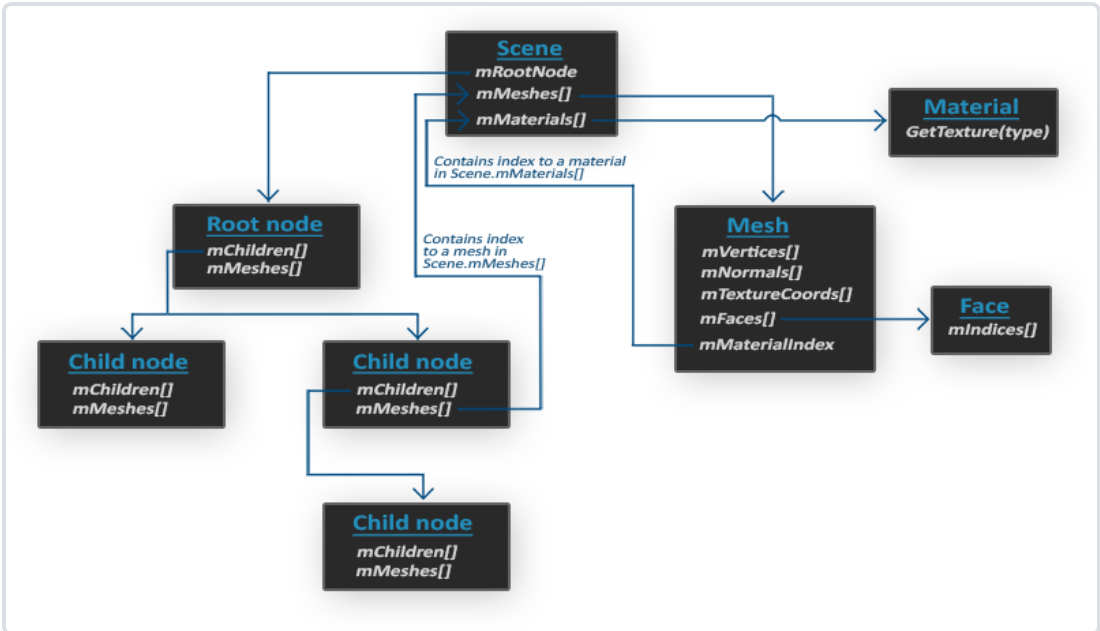 Scene
mRootNode
mMeshes[]
mMaterials[]
Material
GetTexture(type)
Contains index to a material
in Scene.mMaterials[]
Root node
mChildren[]
mMeshes[]
Contains index
to a mesh in
Scene.mMeshes[]
Mesh
mVertices[]
mNormals[]
mTextureCoords[]
mFaces[]
mMaterialIndex
Face
mIndices[]
Child node
mChildren[]
mMeshes[]
Child node
mChildren[]
mMeshes[]
Child node
mChildren[]
mMeshes[]